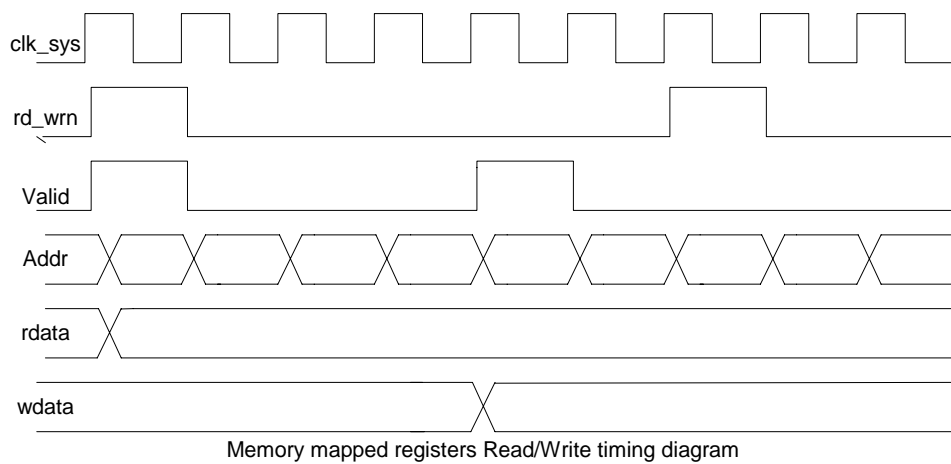 clk_sys
rd_wrn
Valid
Addr
rdata
wdata
Memory mapped registers Read/Write timing diagram